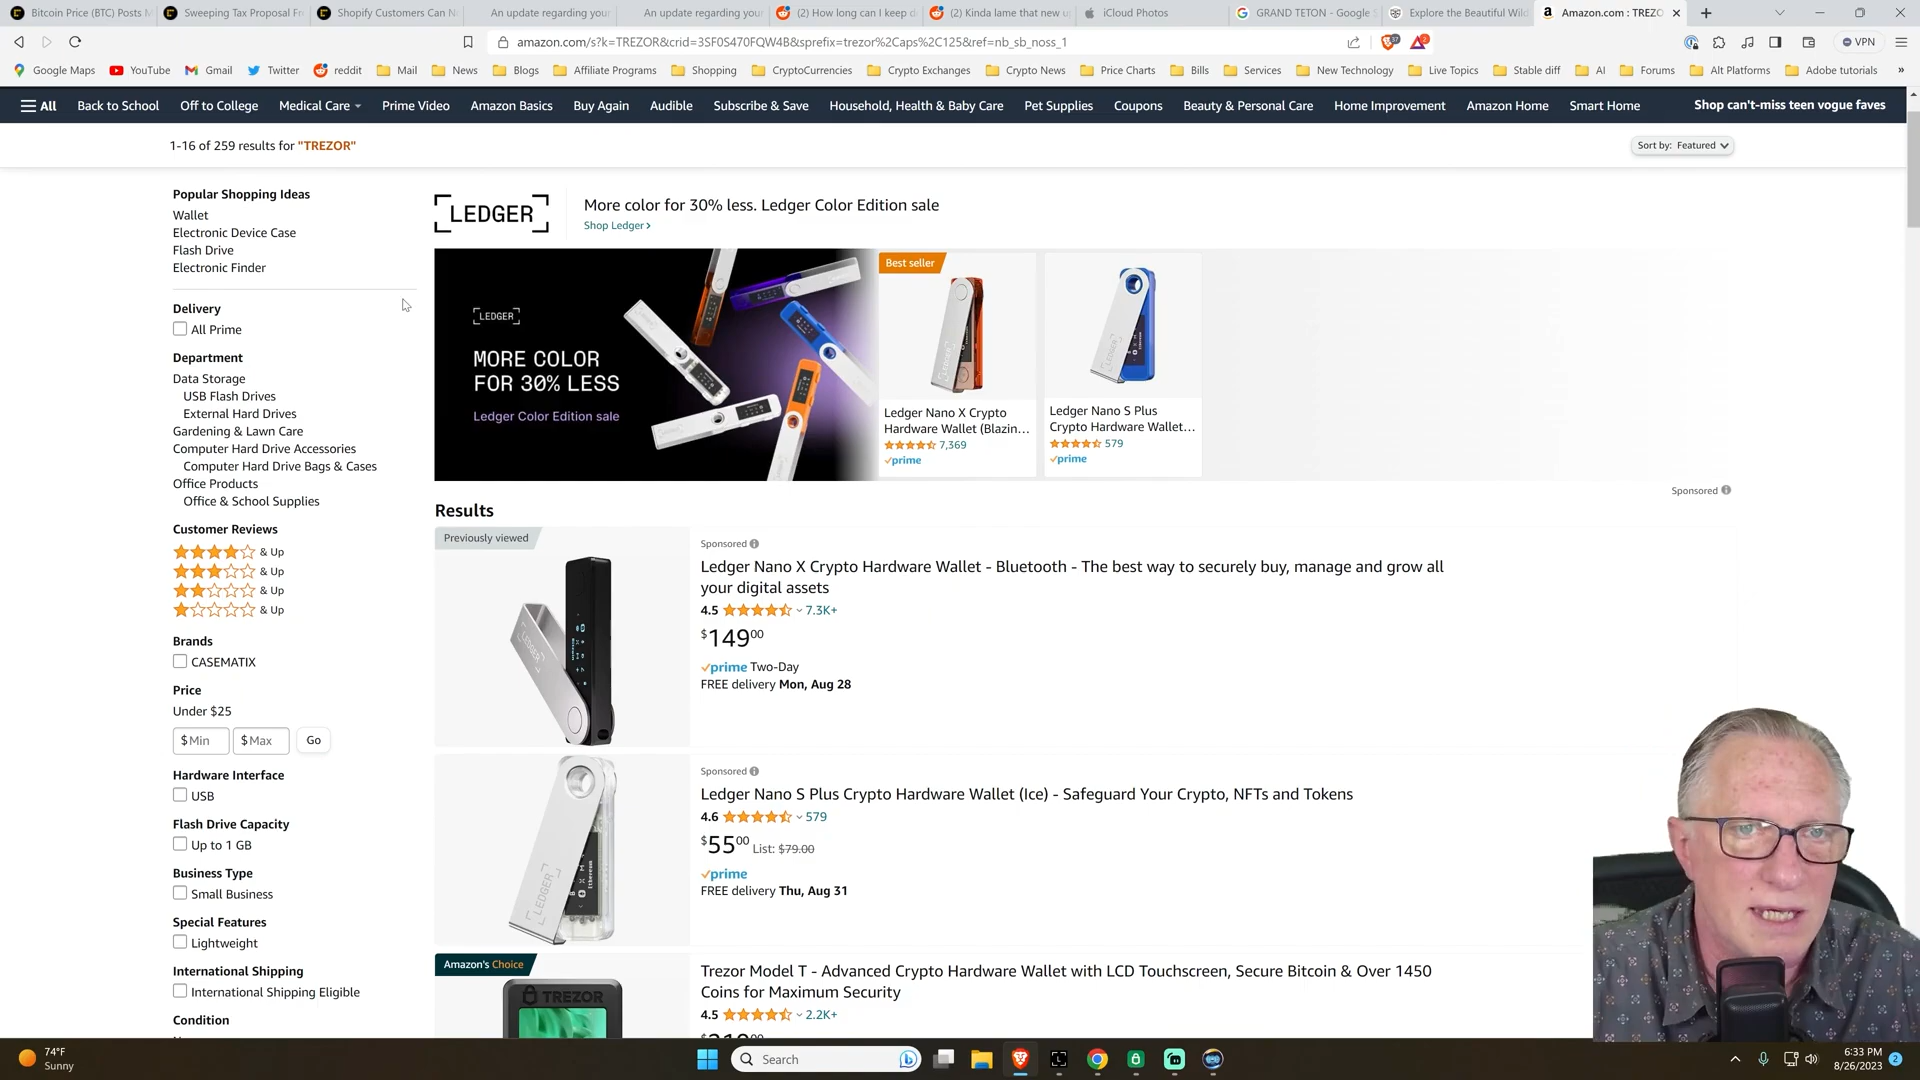 Bitcoin Price (BTC) Posts M
Sweeping Tax Proposal Fr
Shopify Customers Can N
An update regarding your
An update regarding your
(2) How long can I keep d
(2) Kinda lame that new u
iCloud Photos
GRAND TETON - Google S
Explore the Beautiful Wild
Amazon.com : TREZO
amazon.com/s?k=TREZOR&crid=3SF0S470FQW4B&sprefix=trezor%2Caps%2C125&ref=nb_sb_noss_1
VPN
Google Maps
YouTube
Gmail
Twitter
reddit
Mail
News
Blogs
Affiliate Programs
Shopping
CryptoCurrencies
Crypto Exchanges
Crypto News
Price Charts
Bills
Services
New Technology
Live Topics
Stable diff
AI
Forums
Alt Platforms
Adobe tutorials
»
All
Back to School
Off to College
Medical Care
Prime Video
Amazon Basics
Buy Again
Audible
Subscribe & Save
Household, Health & Baby Care
Pet Supplies
Coupons
Beauty & Personal Care
Home Improvement
Amazon Home
Smart Home
Shop can't-miss teen vogue faves
1-16 of 259 results for "TREZOR"
Sort by: Featured
Popular Shopping Ideas
Wallet
Electronic Device Case
Flash Drive
Electronic Finder
Delivery
All Prime
Department
Data Storage
USB Flash Drives
External Hard Drives
Gardening & Lawn Care
Computer Hard Drive Accessories
Computer Hard Drive Bags & Cases
Office Products
Office & School Supplies
Customer Reviews
& Up
& Up
& Up
& Up
Brands
CASEMATIX
Price
Under $25
$ Min
$ Max
Go
Hardware Interface
USB
Flash Drive Capacity
Up to 1 GB
Business Type
Small Business
Special Features
Lightweight
International Shipping
International Shipping Eligible
Condition
LEDGER
More color for 30% less. Ledger Color Edition sale
Shop Ledger ›
LEDGER
MORE COLOR
FOR 30% LESS
Ledger Color Edition sale
Best seller
Ledger Nano X Crypto
Hardware Wallet (Blazin...
7,369
prime
Ledger Nano S Plus
Crypto Hardware Wallet...
579
prime
Sponsored
Results
Previously viewed
LEDGER
Sponsored
Ledger Nano X Crypto Hardware Wallet - Bluetooth - The best way to securely buy, manage and grow all
your digital assets
4.5 7.3K+
$149.00
prime Two-Day
FREE delivery Mon, Aug 28
LEDGER
Ethereum
Sponsored
Ledger Nano S Plus Crypto Hardware Wallet (Ice) - Safeguard Your Crypto, NFTs and Tokens
4.6 579
$55.00 List: $79.00
prime
FREE delivery Thu, Aug 31
Amazon's Choice
TREZOR
Trezor Model T - Advanced Crypto Hardware Wallet with LCD Touchscreen, Secure Bitcoin & Over 1450
Coins for Maximum Security
4.5 2.2K+
74°F
Sunny
Search
6:33 PM
8/26/2023
2